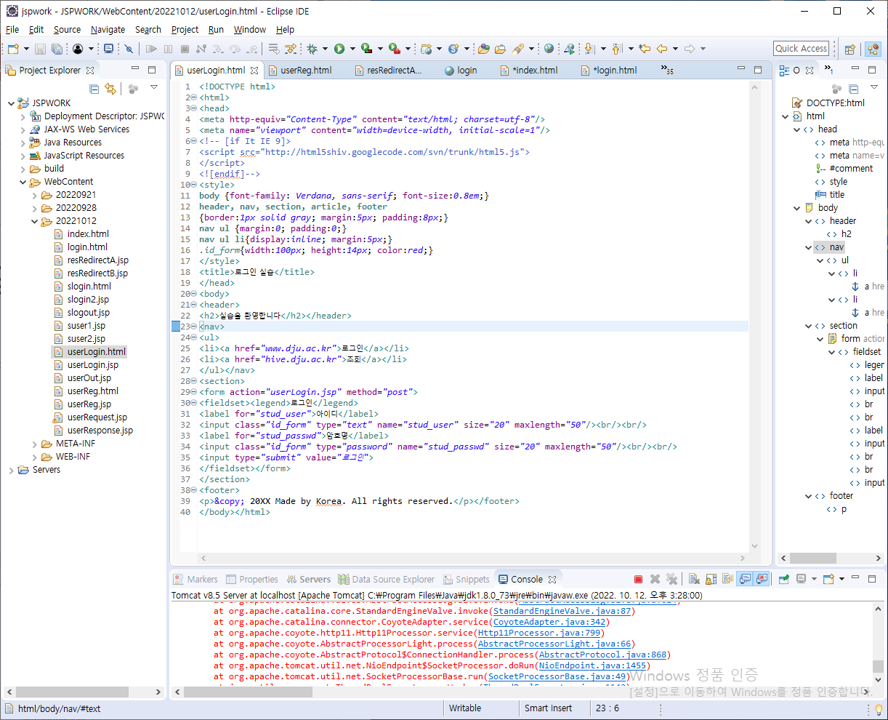 jspwork - JSPWORK/WebContent/20221012/userLogin.html - Eclipse IDE
File Edit Source Navigate Search Project Run Window Help
Quick Access
Project Explorer
JSPWORK
Deployment Descriptor: JSPWO
JAX-WS Web Services
Java Resources
JavaScript Resources
build
WebContent
20220921
20220928
20221012
index.html
login.html
resRedirectA.jsp
resRedirectB.jsp
slogin.html
slogin2.jsp
slogout.jsp
suser1.jsp
suser2.jsp
userLogin.html
userLogin.jsp
userOut.jsp
userReg.html
userReg.jsp
userRequest.jsp
userResponse.jsp
META-INF
WEB-INF
Servers
userLogin.html userReg.html resRedirectA... login *index.html *login.html »35
1 <!DOCTYPE html>
2 <html>
3 <head>
4 <meta http-equiv="Content-Type" content="text/html; charset=utf-8"/>
5 <meta name="viewport" content="width=device-width, initial-scale=1"/>
6 <!-- [if It IE 9]>
7 <script src="http://html5shiv.googlecode.com/svn/trunk/html5.js">
8 </script>
9 <![endif]-->
10 <style>
11 body {font-family: Verdana, sans-serif; font-size:0.8em;}
12 header, nav, section, article, footer
13 {border:1px solid gray; margin:5px; padding:8px;}
14 nav ul {margin:0; padding:0;}
15 nav ul li{display:inline; margin:5px;}
16 .id_form{width:100px; height:14px; color:red;}
17 </style>
18 <title>로그인 실습</title>
19 </head>
20 <body>
21 <header>
22 <h2>실습을 환영합니다</h2></header>
23 <nav>
24 <ul>
25 <li><a href="www.dju.ac.kr">로그인</a></li>
26 <li><a href="hive.dju.ac.kr">조회</a></li>
27 </ul></nav>
28 <section>
29 <form action="userLogin.jsp" method="post">
30 <fieldset><legend>로그인</legend>
31 <label for="stud_user">아이디</label>
32 <input class="id_form" type="text" name="stud_user" size="20" maxlength="50"/><br/><br/>
33 <label for="stud_passwd">암호명</label>
34 <input class="id_form" type="password" name="stud_passwd" size="20" maxlength="50"/><br/><br/>
35 <input type="submit" value="로그인">
36 </fieldset></form>
37 </section>
38 <footer>
39 <p>&copy; 20XX Made by Korea. All rights reserved.</p></footer>
40 </body></html>
O »1
DOCTYPE:html
html
head
meta http-eq
meta name=v
#comment
style
title
body
header
h2
nav
ul
li
a hre
li
a hre
section
form action
fieldset
leger
label
input
br
br
label
input
br
br
input
footer
p
Markers Properties Servers Data Source Explorer Snippets Console
Tomcat v8.5 Server at localhost [Apache Tomcat] C:₩Program Files₩Java₩jdk1.8.0_73₩jre₩bin₩javaw.exe (2022. 10. 12. 오후 3:28:00)
at org.apache.catalina.core.StandardEngineValve.invoke(StandardEngineValve.java:87)
at org.apache.catalina.connector.CoyoteAdapter.service(CoyoteAdapter.java:342)
at org.apache.coyote.http11.Http11Processor.service(Http11Processor.java:799)
at org.apache.coyote.AbstractProcessorLight.process(AbstractProcessorLight.java:66)
at org.apache.coyote.AbstractProtocol$ConnectionHandler.process(AbstractProtocol.java:868)
at org.apache.tomcat.util.net.NioEndpoint$SocketProcessor.doRun(NioEndpoint.java:1455)
at org.apache.tomcat.util.net.SocketProcessorBase.run(SocketProcessorBase.java:49)
Windows 정품 인증
[설정]으로 이동하여 Windows를 정품 인증합니다.
html/body/nav/#text Writable Smart Insert 23 : 6